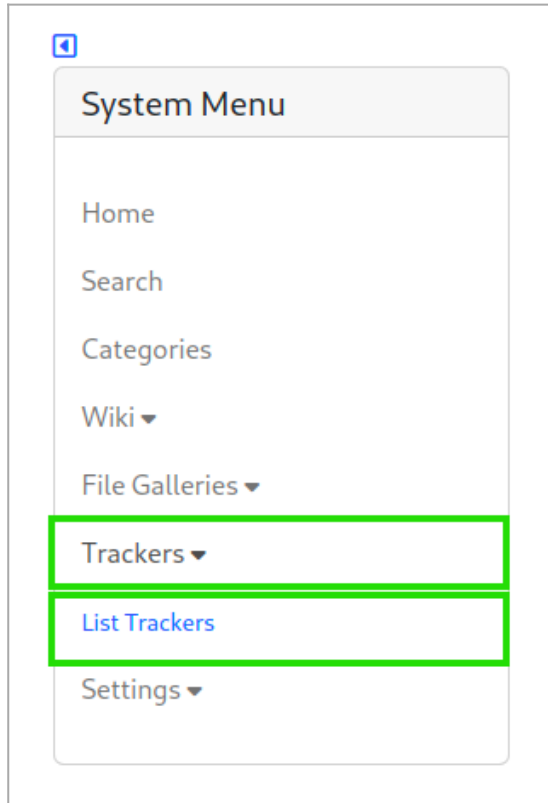 System Menu
Home
Search
Categories
Wiki
File Galleries
Trackers
List Trackers
Settings